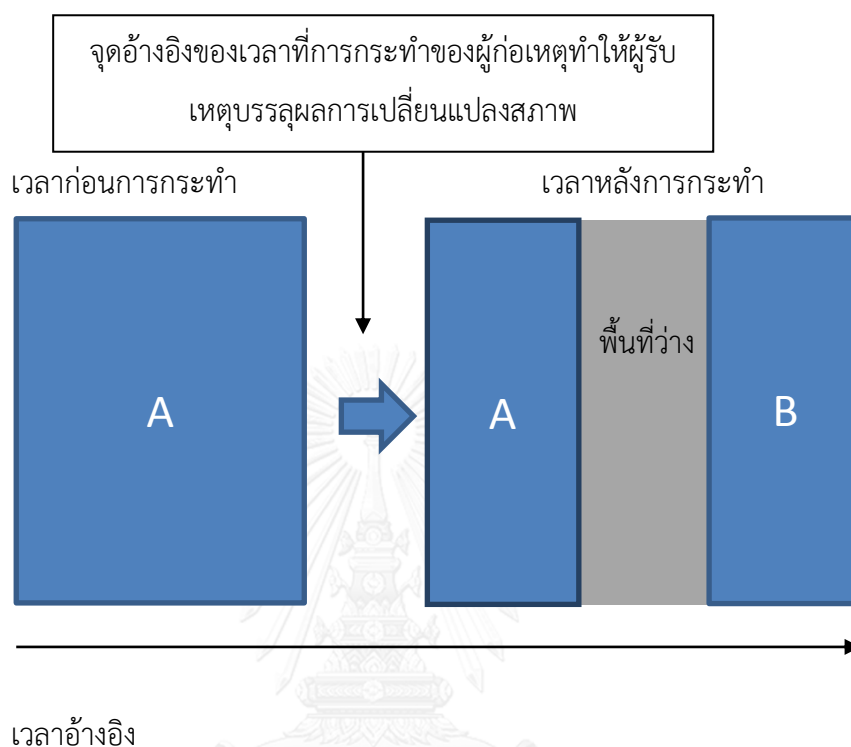 จุดอ้างอิงของเวลาที่การกระทำของผู้ก่อเหตุทำให้ผู้รับ
เหตุบรรลุผลการเปลี่ยนแปลงสภาพ
เวลาก่อนการกระทำ
เวลาหลังการกระทำ
พื้นที่ว่าง
A
A
B
เวลาอ้างอิง